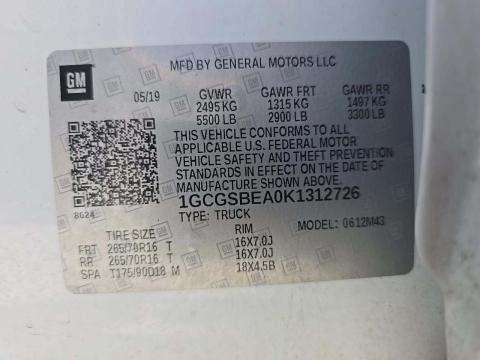 GM
MFD BY GENERAL MOTORS LLC
05/19 GVWR GAWR FRT GAWR RR
2495 KG 1315 KG 1497 KG
5500 LB 2900 LB 3300 LB
THIS VEHICLE CONFORMS TO ALL
APPLICABLE U.S. FEDERAL MOTOR
VEHICLE SAFETY AND THEFT PREVENTION
STANDARDS IN EFFECT ON THE DATE OF
MANUFACTURE SHOWN ABOVE.
8624 1GCGSBEA0K1312726
TYPE: TRUCK
TIRE SIZE RIM MODEL: 0612M43
FRT 265/70R16 T 16X7.0J
RR 265/70R16 T 16X7.0J
SPA T175/90D18 M 18X4.5B